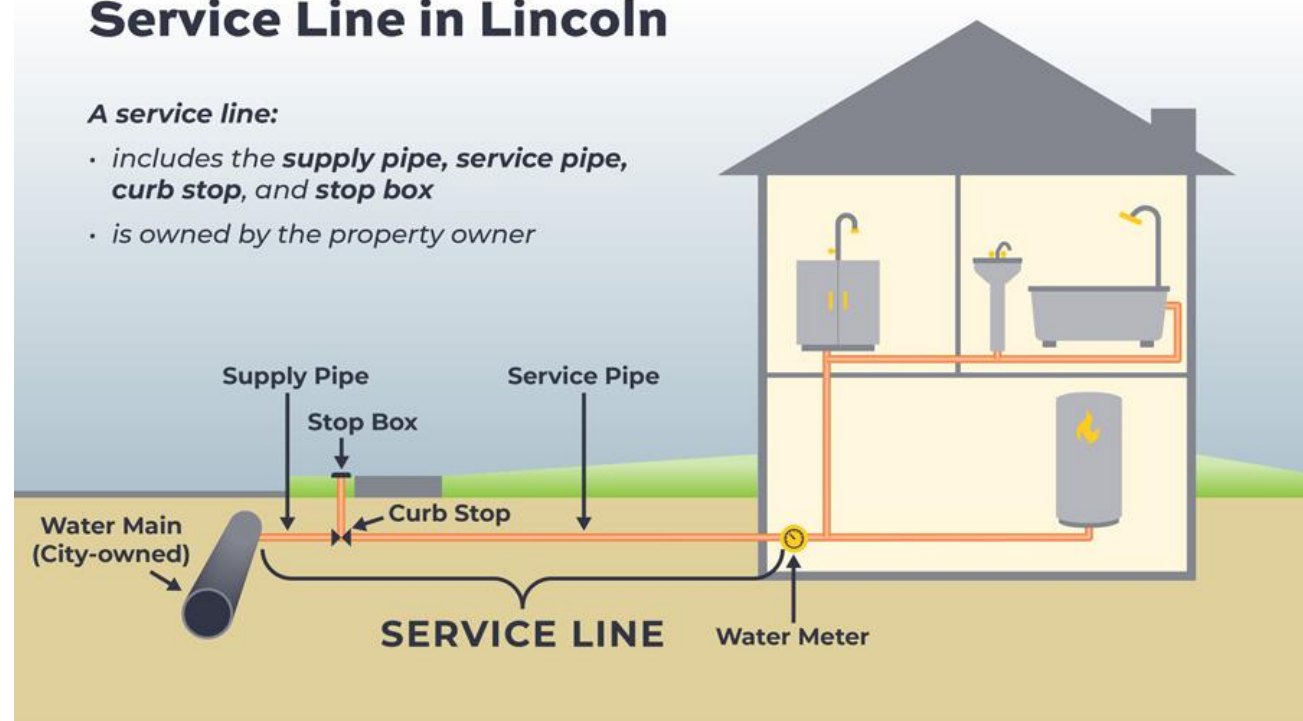 Service Line in Lincoln
A service line:
· includes the supply pipe, service pipe,
curb stop, and stop box
· is owned by the property owner
Supply Pipe
Service Pipe
Stop Box
Curb Stop
Water Main
(City-owned)
SERVICE LINE
Water Meter